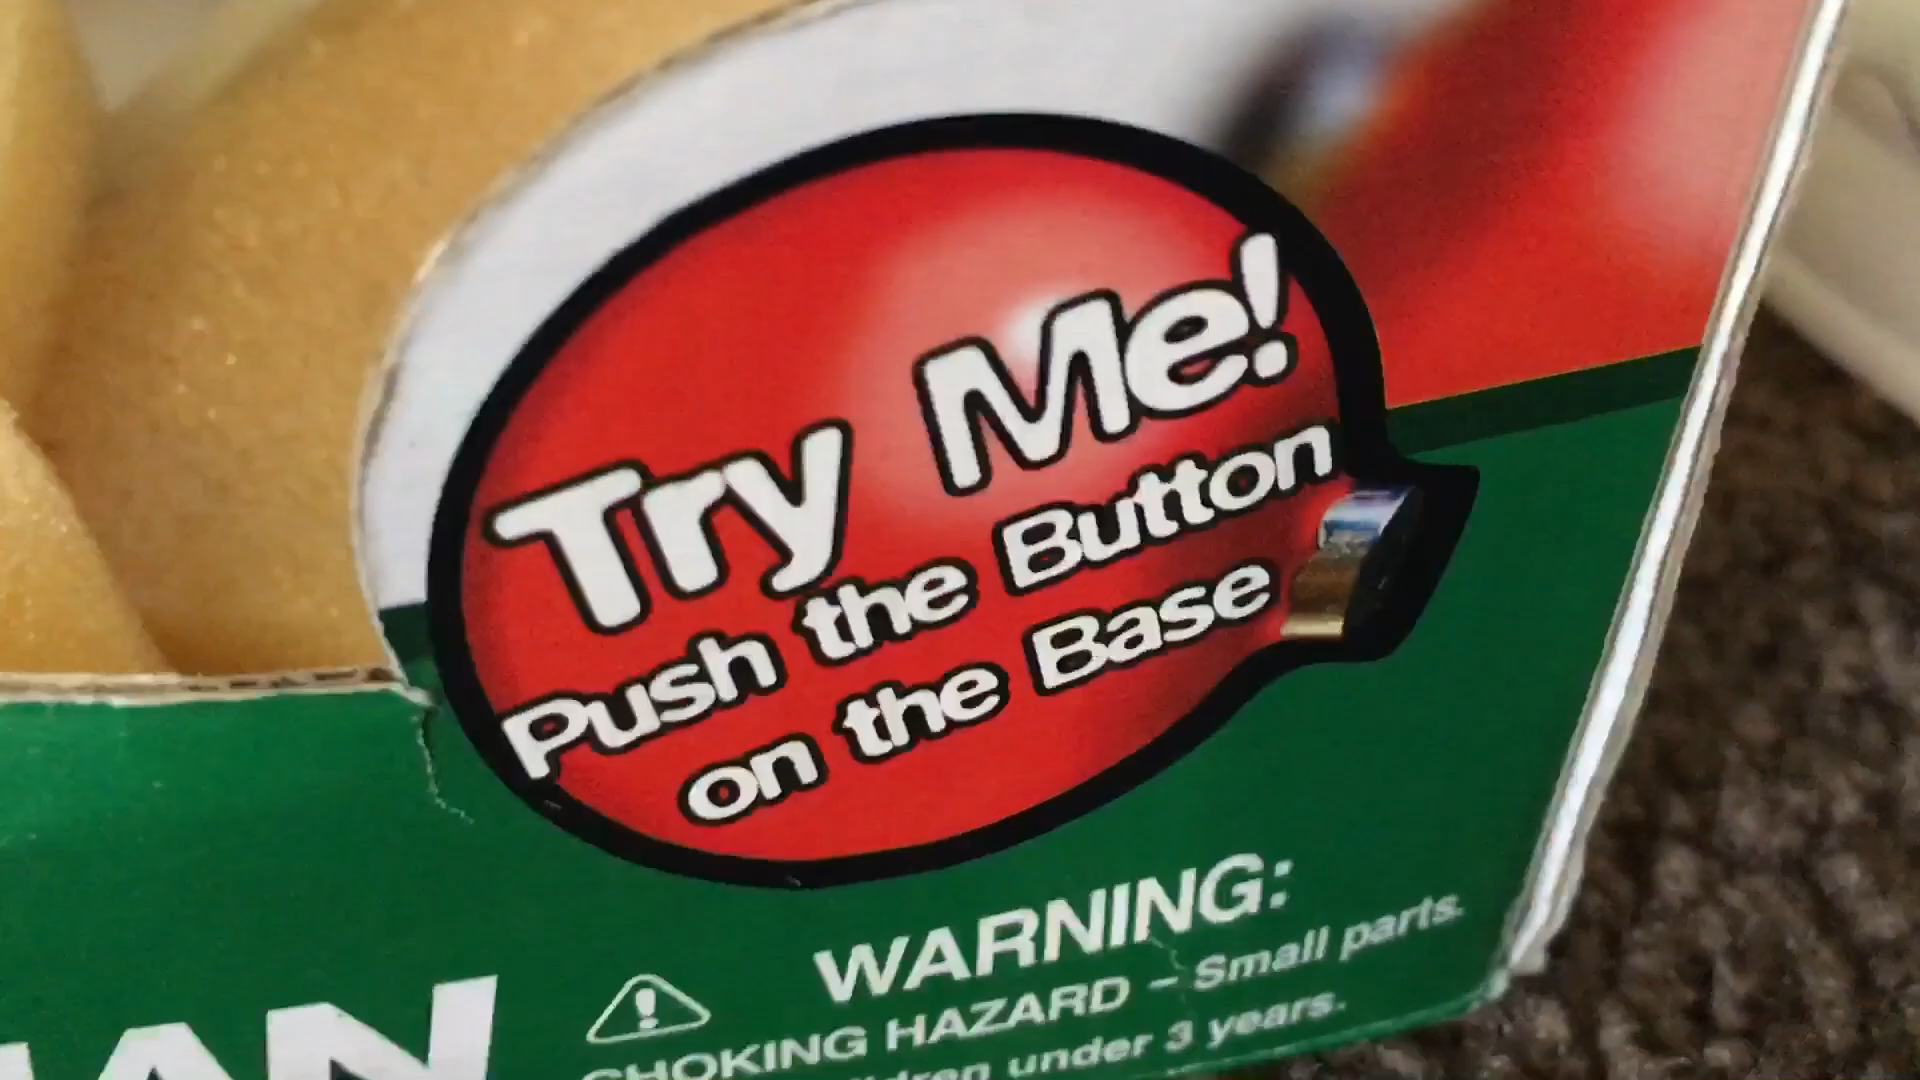 Try Me!
Push the Button
on the Base
WARNING:
CHOKING HAZARD – Small parts.
under 3 years.